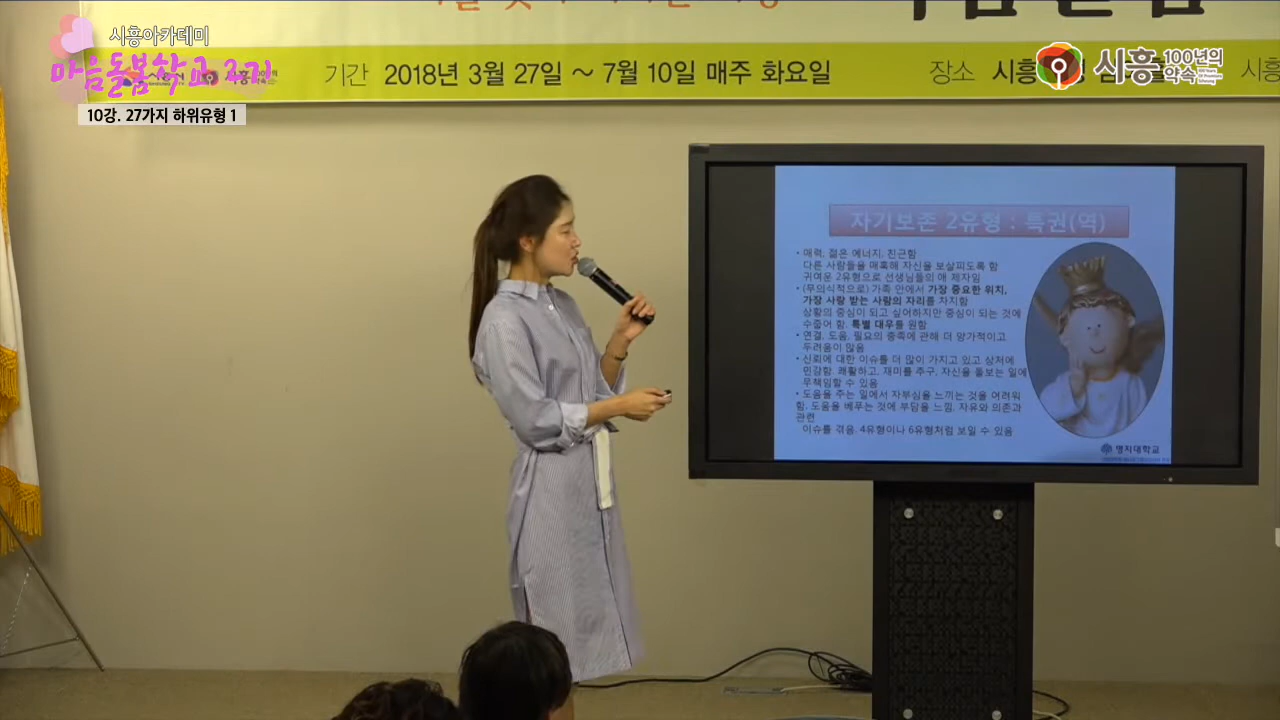 시흥아카데미
마음돌봄학교 2기
10강. 27가지 하위유형 1
기간 2018년 3월 27일 ~ 7월 10일 매주 화요일
장소 시흥
시흥 100년의 약속
자기보존 2유형 : 특권(역)
• 매력, 젊은 에너지, 친근함
다른 사람들을 매혹해 자신을 보살피도록 함
귀여운 2유형으로 선생님들의 애 제자임
• (무의식적으로) 가족 안에서 가장 중요한 위치,
가장 사랑 받는 사람의 자리를 차지함
상황의 중심이 되고 싶어하지만 중심이 되는 것에
수줍어 함. 특별 대우를 원함
• 연결, 도움, 필요의 충족에 관해 더 양가적이고
두려움이 많음
• 신뢰에 대한 이슈를 더 많이 가지고 있고 상처에
민감함. 쾌활하고, 재미를 추구, 자신을 돌보는 일에
무책임할 수 있음
• 도움을 주는 일에서 자부심을 느끼는 것을 어려워
함, 도움을 베푸는 것에 부담을 느낌, 자유와 의존과
관련
이슈를 겪음. 4유형이나 6유형처럼 보일 수 있음
명지대학교